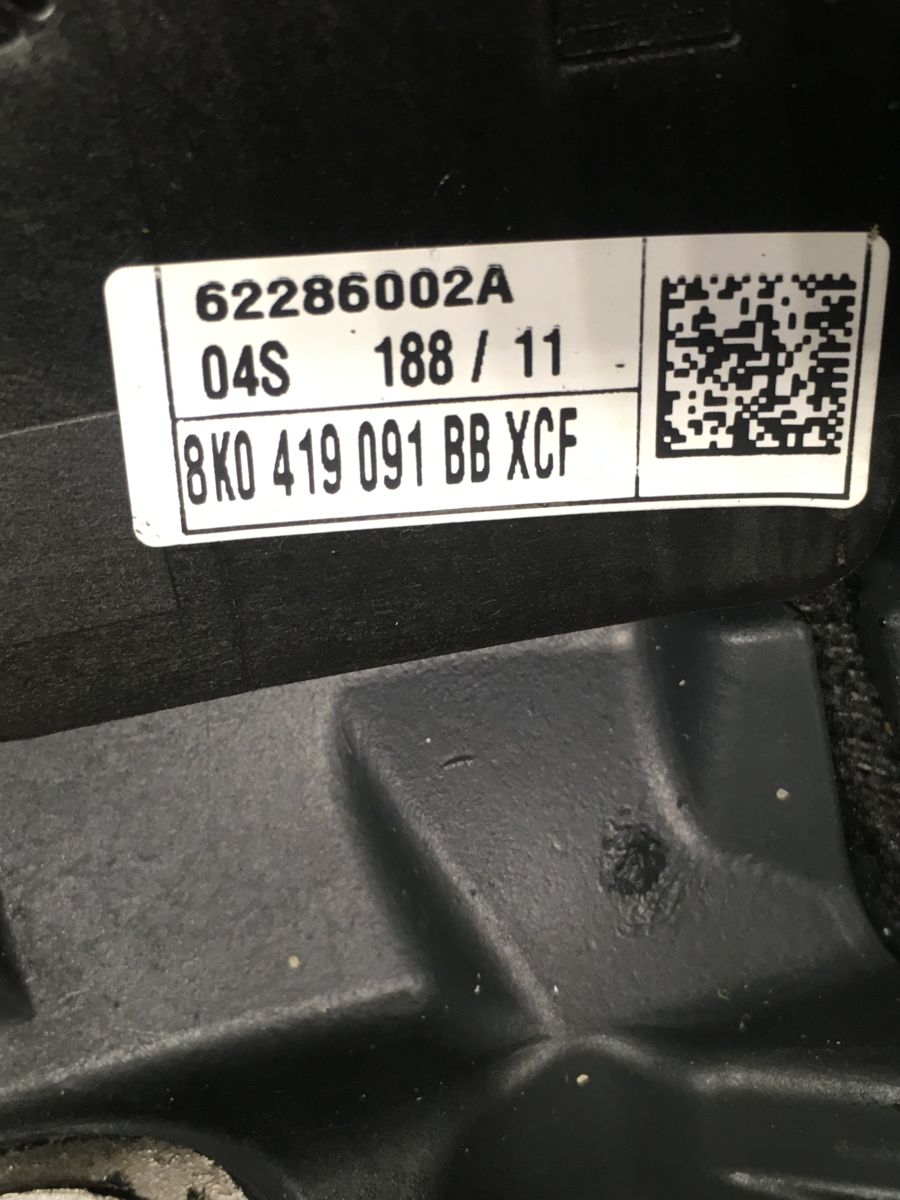 62286002A
04S 188 / 11
8K0 419 091 BB XCF